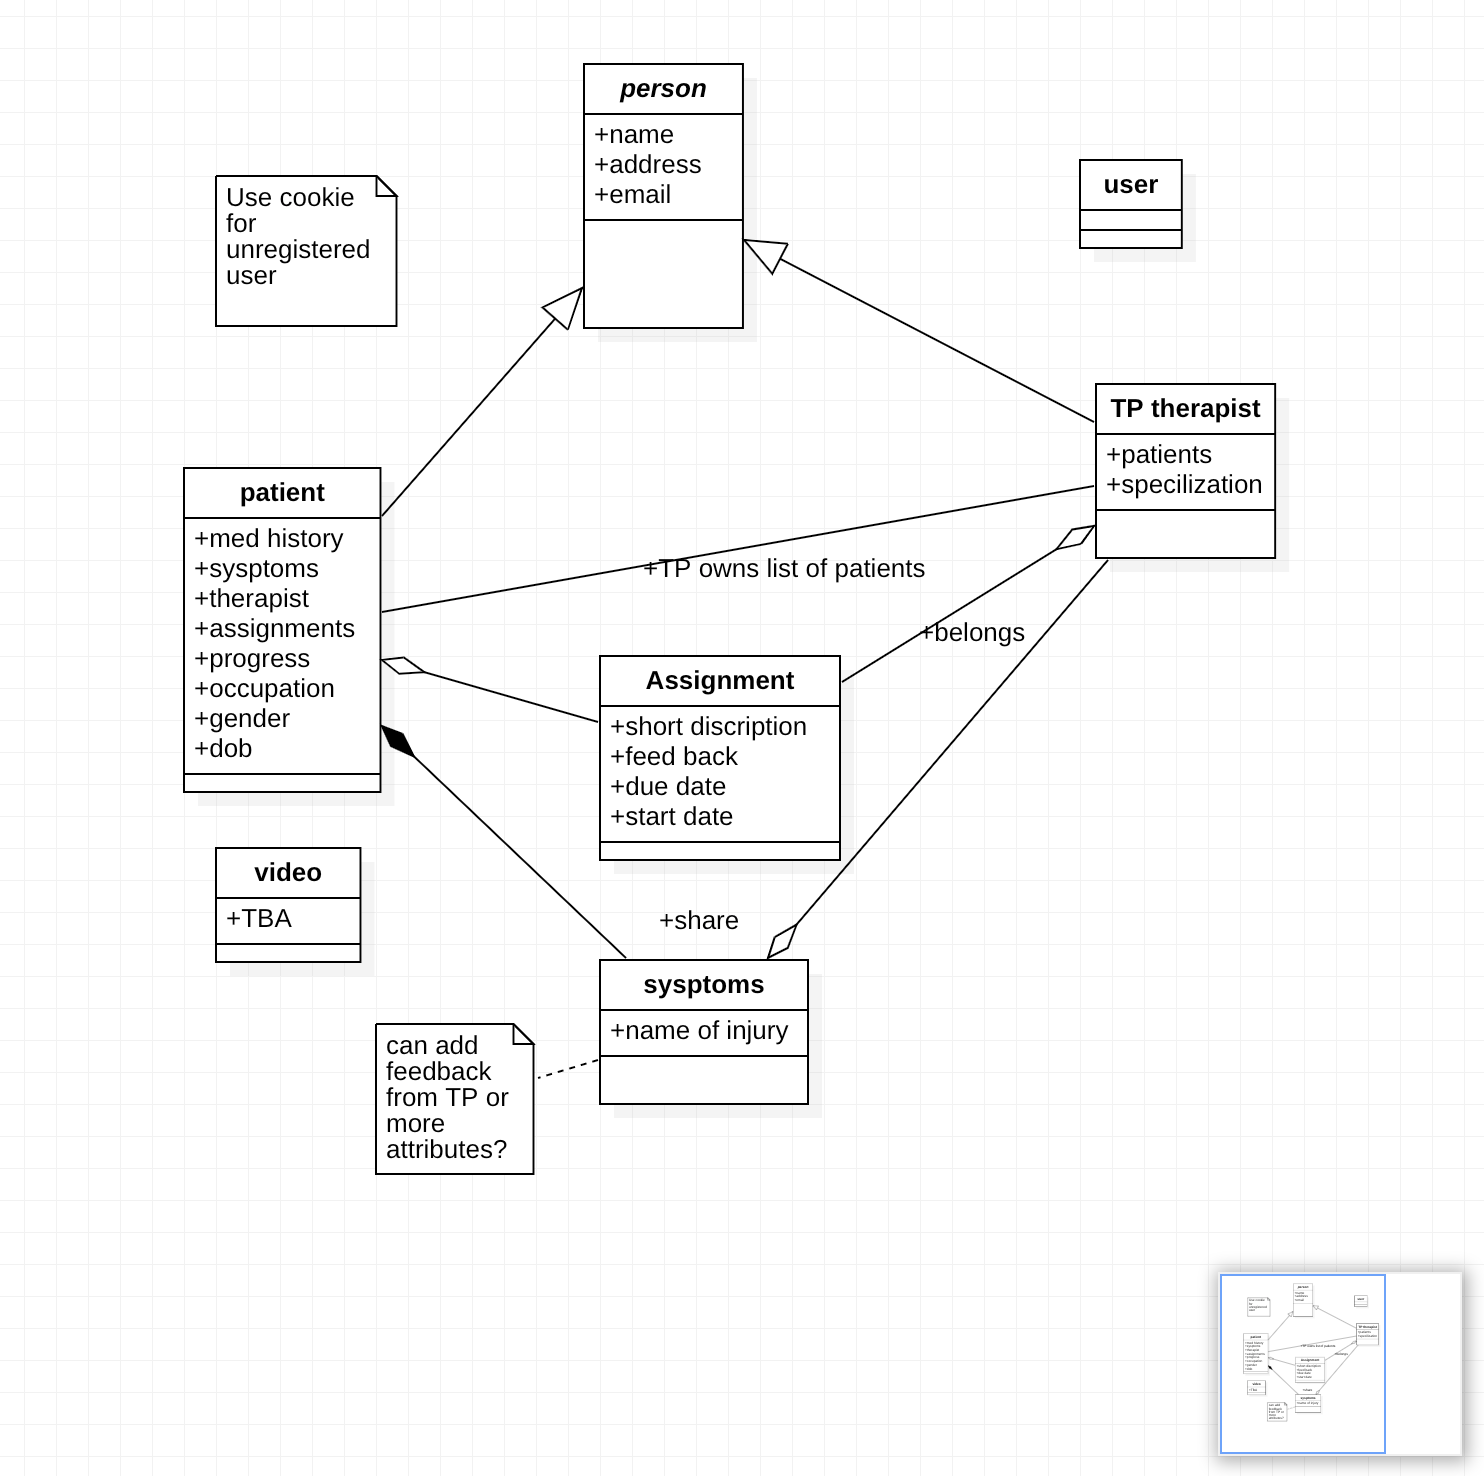 person
+name
+address
+email
Use cookie
for
unregistered
user
user
TP therapist
+patients
+specilization
patient
+med history
+sysptoms
+therapist
+assignments
+progress
+occupation
+gender
+dob
+TP owns list of patients
+belongs
Assignment
+short discription
+feed back
+due date
+start date
video
+TBA
+share
sysptoms
+name of injury
can add
feedback
from TP or
more
attributes?